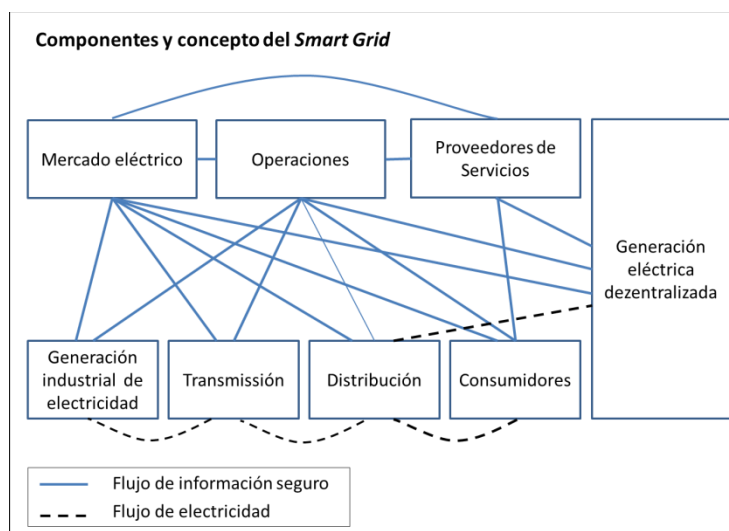 Componentes y concepto del Smart Grid
Mercado eléctrico
Operaciones
Proveedores de
Servicios
Generación
eléctrica
dezentralizada
Generación
industrial de
electricidad
Transmissión
Distribución
Consumidores
Flujo de información seguro
Flujo de electricidad